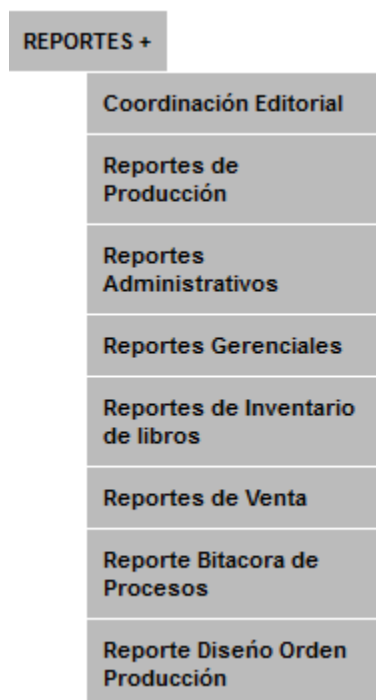 REPORTES +
Coordinación Editorial
Reportes de
Producción
Reportes
Administrativos
Reportes Gerenciales
Reportes de Inventario
de libros
Reportes de Venta
Reporte Bitacora de
Procesos
Reporte Diseńo Orden
Producción